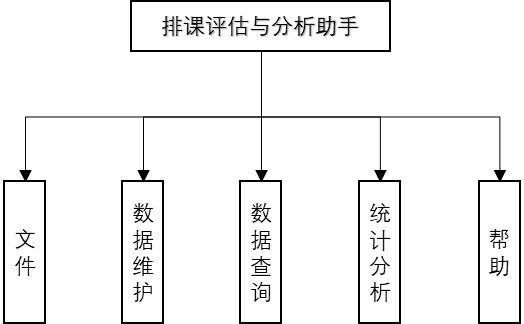 排课评估与分析助手
文件
数据维护
数据查询
统计分析
帮助